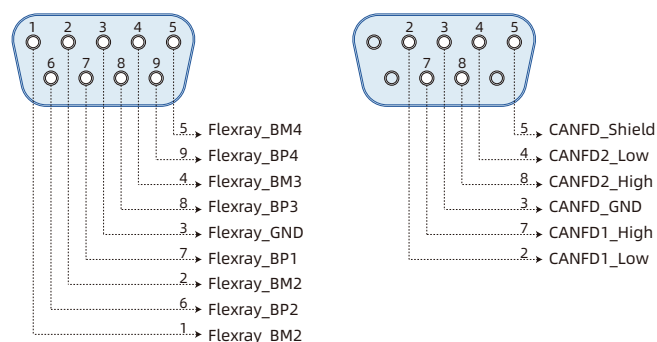 1 2 3 4 5
6 7 8 9
5 Flexray_BM4
9 Flexray_BP4
4 Flexray_BM3
8 Flexray_BP3
3 Flexray_GND
7 Flexray_BP1
2 Flexray_BM2
6 Flexray_BP2
1 Flexray_BM2
2 3 4 5
7 8
5 CANFD_Shield
4 CANFD2_Low
8 CANFD2_High
3 CANFD_GND
7 CANFD1_High
2 CANFD1_Low